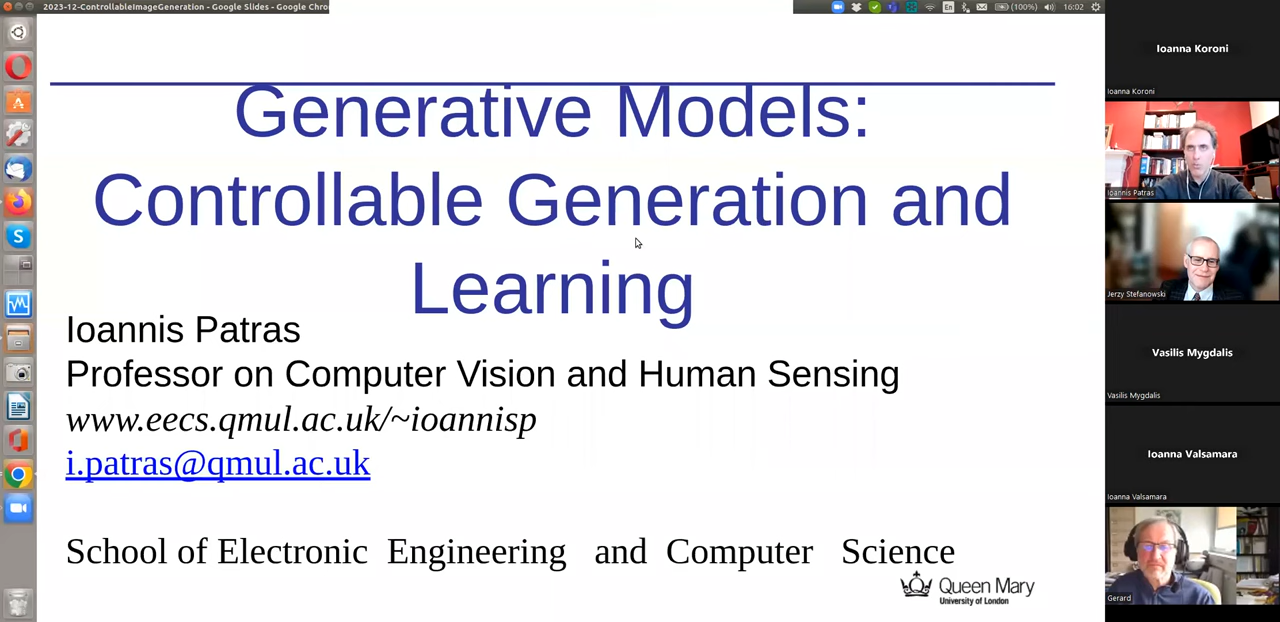 2023-12-ControllableImageGeneration - Google Slides - Google Chro
En
(100%)
16:02
Generative Models:
Controllable Generation and
Learning
Ioannis Patras
Professor on Computer Vision and Human Sensing
www.eecs.qmul.ac.uk/~ioannisp
i.patras@qmul.ac.uk
School of Electronic Engineering and Computer Science
Queen Mary
University of London
Ioanna Koroni
Ioanna Koroni
Ioannis Patras
Jerzy Stefanowski
Vasilis Mygdalis
Vasilis Mygdalis
Ioanna Valsamara
Ioanna Valsamara
Gerard